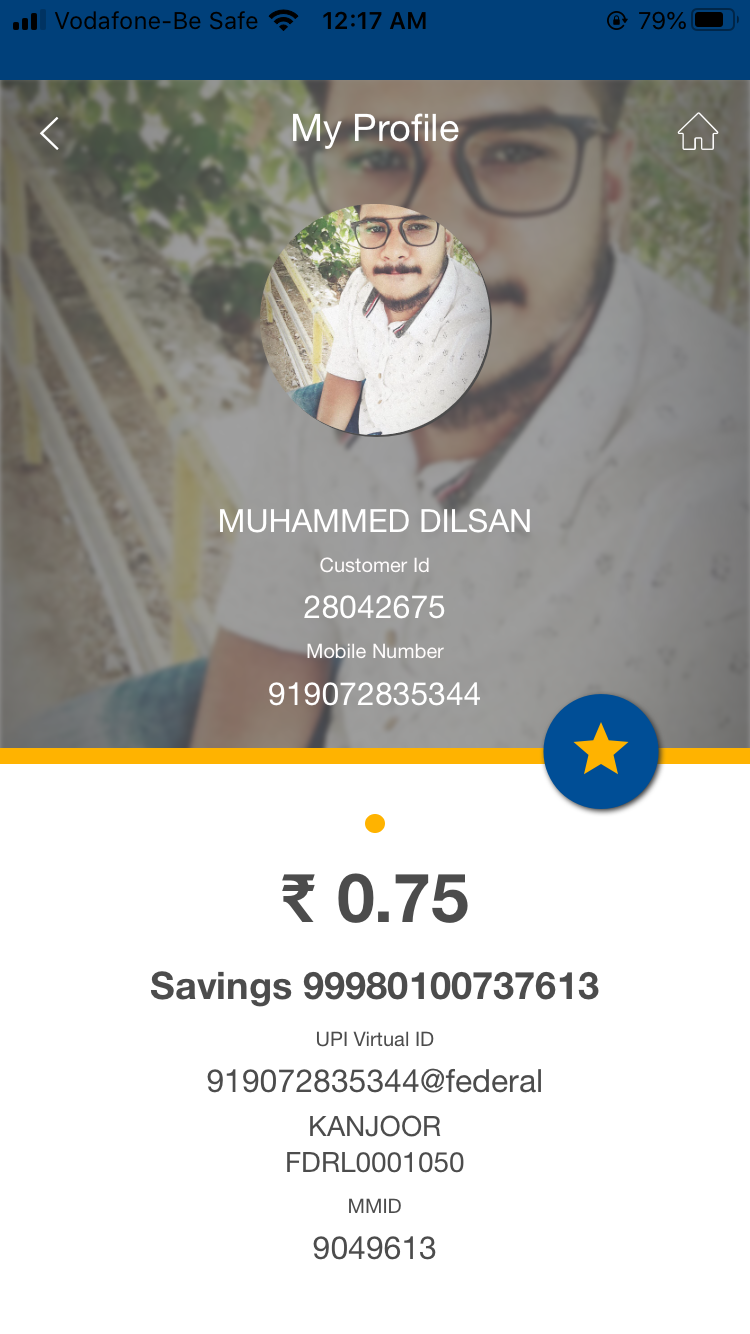 Vodafone-Be Safe 12:17 AM 79%
My Profile
MUHAMMED DILSAN
Customer Id
28042675
Mobile Number
919072835344
₹ 0.75
Savings 99980100737613
UPI Virtual ID
919072835344@federal
KANJOOR
FDRL0001050
MMID
9049613